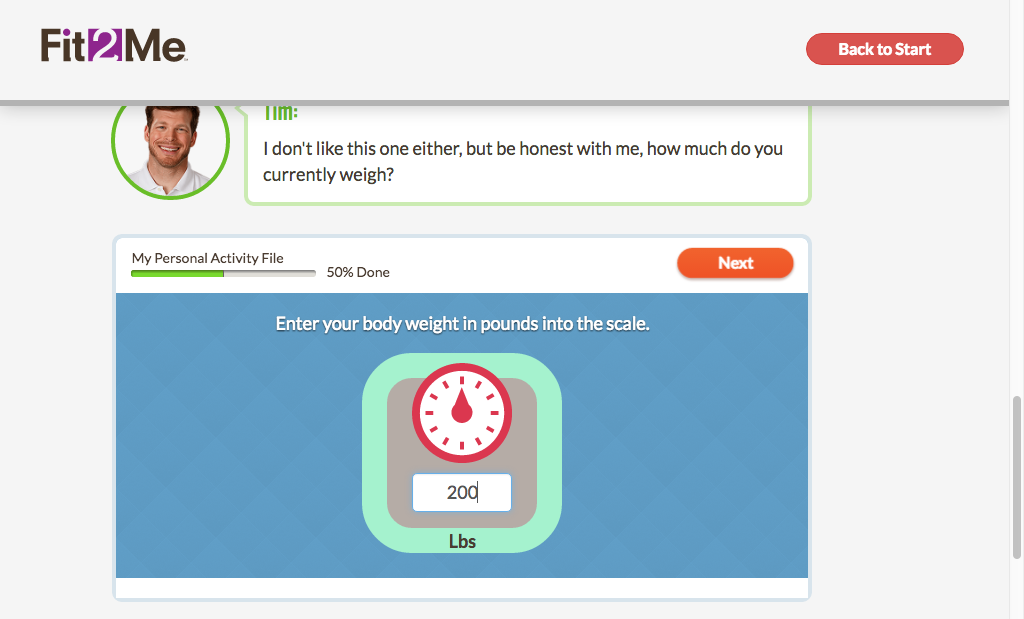 Fit2Me
Back to Start
Tim:
I don't like this one either, but be honest with me, how much do you
currently weigh?
My Personal Activity File
50% Done
Next
Enter your body weight in pounds into the scale.
200
Lbs